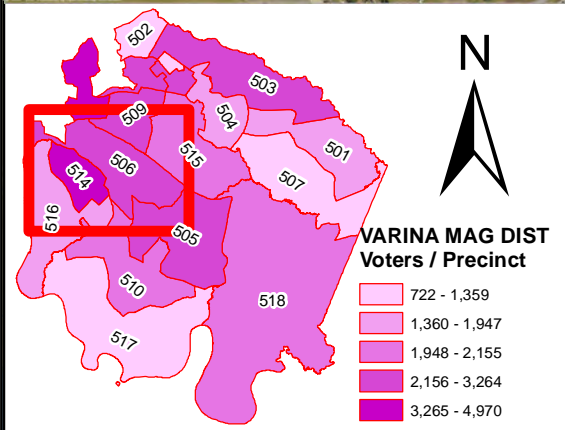 502
N
503
509
504
501
515
506
507
514
516
505
510
518
517
VARINA MAG DIST
Voters / Precinct
722 - 1,359
1,360 - 1,947
1,948 - 2,155
2,156 - 3,264
3,265 - 4,970